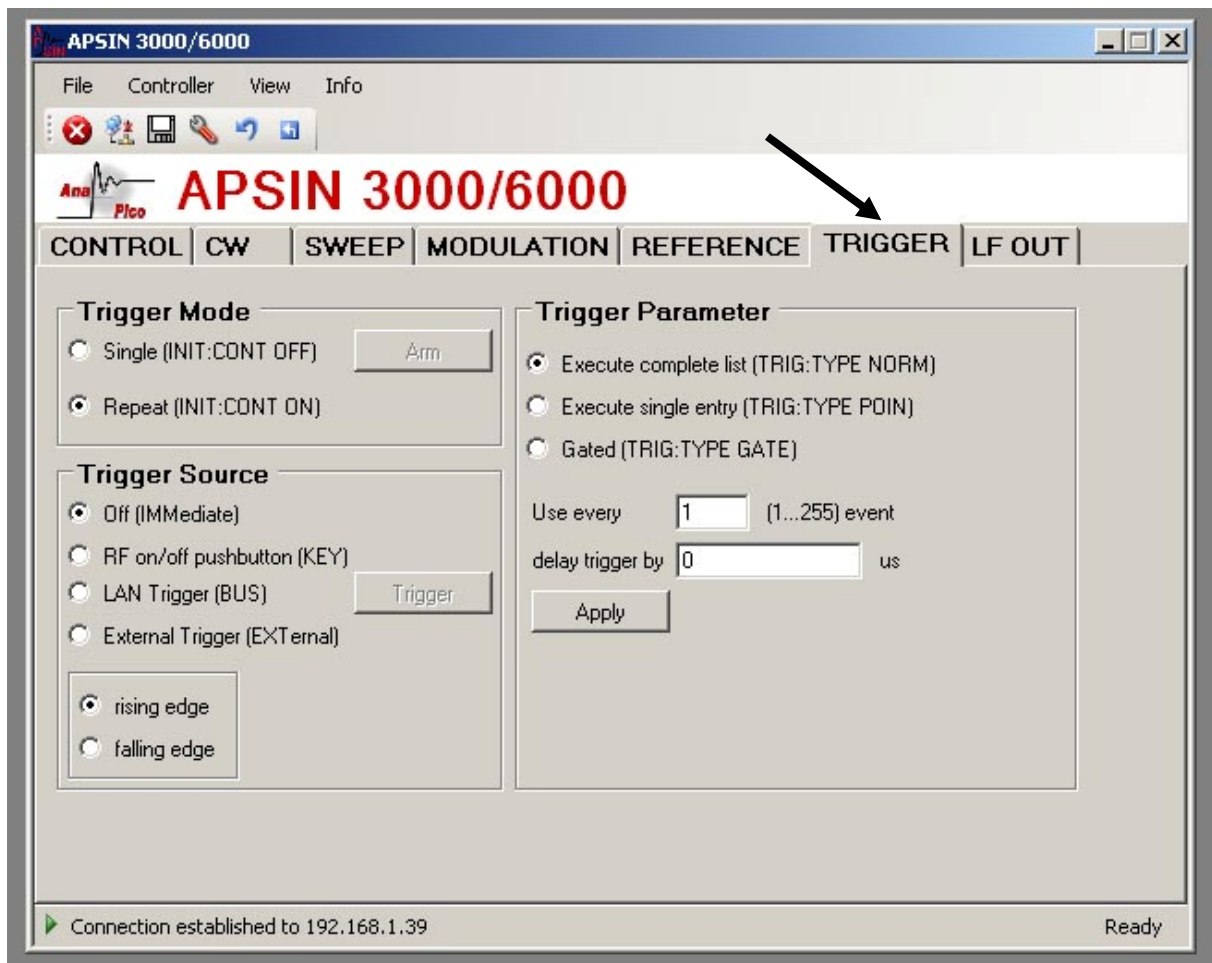 APSIN 3000/6000
File Controller View Info
Ana Pico
APSIN 3000/6000
CONTROL CW SWEEP MODULATION REFERENCE TRIGGER LF OUT
Trigger Mode
Single (INIT:CONT OFF) Arm
Repeat (INIT:CONT ON)
Trigger Source
Off (IMMediate)
RF on/off pushbutton (KEY)
LAN Trigger (BUS) Trigger
External Trigger (EXTernal)
rising edge
falling edge
Trigger Parameter
Execute complete list (TRIG:TYPE NORM)
Execute single entry (TRIG:TYPE POIN)
Gated (TRIG:TYPE GATE)
Use every 1 (1...255) event
delay trigger by 0 us
Apply
Connection established to 192.168.1.39 Ready